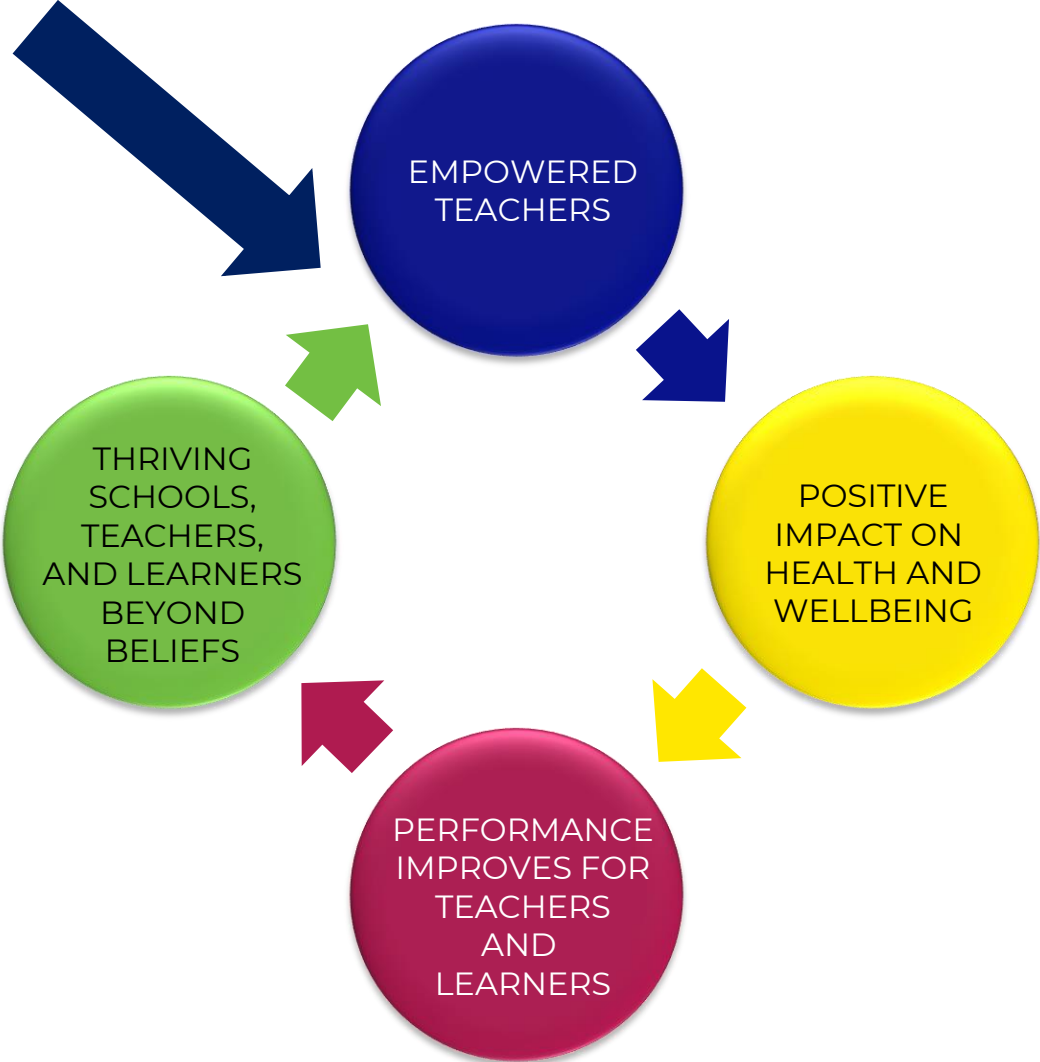 EMPOWERED
TEACHERS
POSITIVE
IMPACT ON
HEALTH AND
WELLBEING
PERFORMANCE
IMPROVES FOR
TEACHERS
AND
LEARNERS
THRIVING
SCHOOLS,
TEACHERS,
AND LEARNERS
BEYOND
BELIEFS